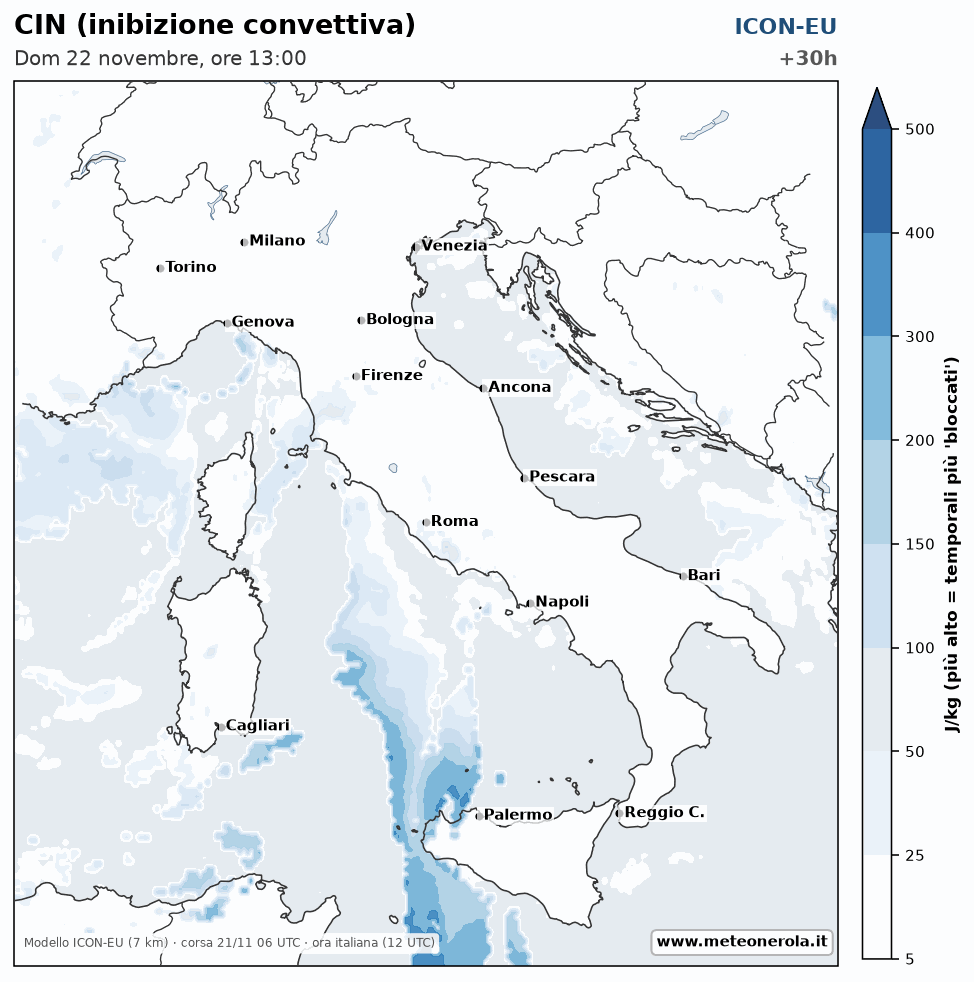 CIN (inibizione convettiva)
ICON-EU
Dom 22 novembre, ore 13:00
+30h
Milano
Venezia
Torino
Genova
Bologna
Firenze
Ancona
Pescara
Roma
Bari
Napoli
Cagliari
Palermo
Reggio C.
500
400
300
200
150
100
50
25
5
J/kg (più alto = temporali più 'bloccati')
Modello ICON-EU (7 km) · corsa 21/11 06 UTC · ora italiana (12 UTC)
www.meteonerola.it